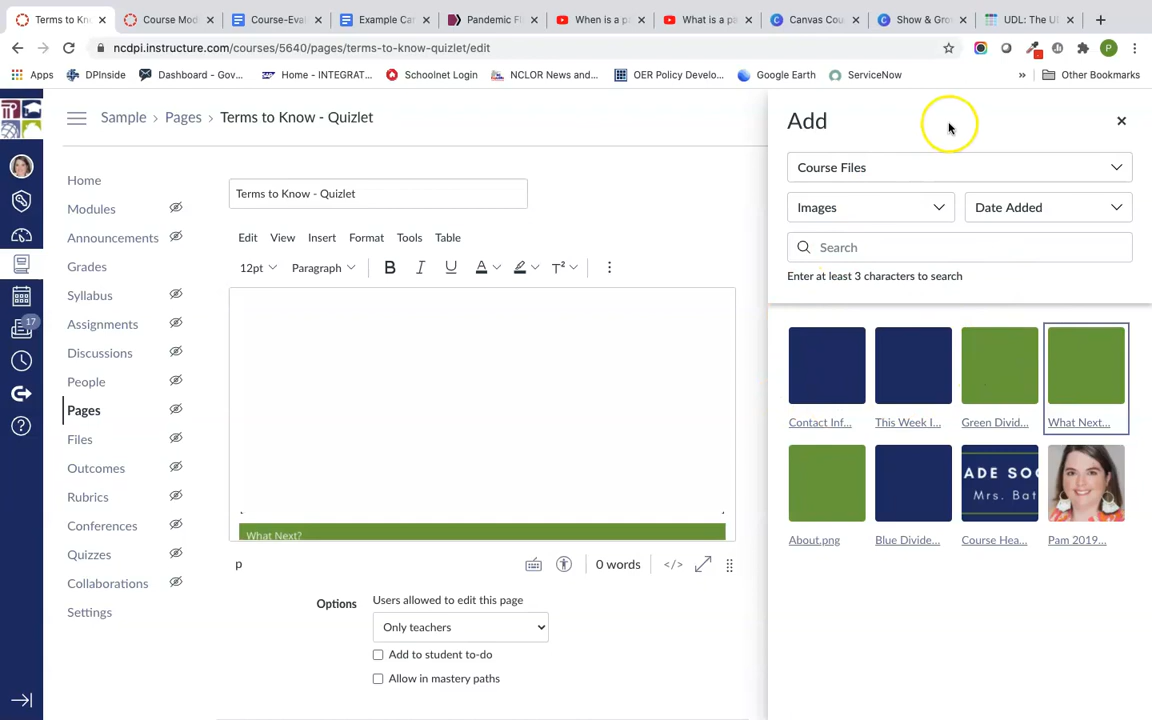 Terms to Kn
Course Mod
Course-Eval
Example Ca
Pandemic Fl
When is a p
What is a p
Canvas Cou
Show & Gro
UDL: The U
ncdpi.instructure.com/courses/5640/pages/terms-to-know-quizlet/edit
P
Apps
DPInside
Dashboard - Gov...
Home - INTEGRAT...
Schoolnet Login
NCLOR News and...
OER Policy Develo...
Google Earth
ServiceNow
»
Other Bookmarks
Sample > Pages > Terms to Know - Quizlet
Home
Modules
Announcements
Grades
Syllabus
Assignments
Discussions
People
Pages
Files
Outcomes
Rubrics
Conferences
Quizzes
Collaborations
Settings
17
Terms to Know - Quizlet
Edit View Insert Format Tools Table
12pt Paragraph B I U A T²
What Next?
p
0 words
</>
Options
Users allowed to edit this page
Only teachers
Add to student to-do
Allow in mastery paths
Add
Course Files
Images
Date Added
Search
Enter at least 3 characters to search
Contact Inf...
This Week I...
Green Divid...
What Next...
ADE SO
Mrs. Bat
About.png
Blue Divide...
Course Hea...
Pam 2019...